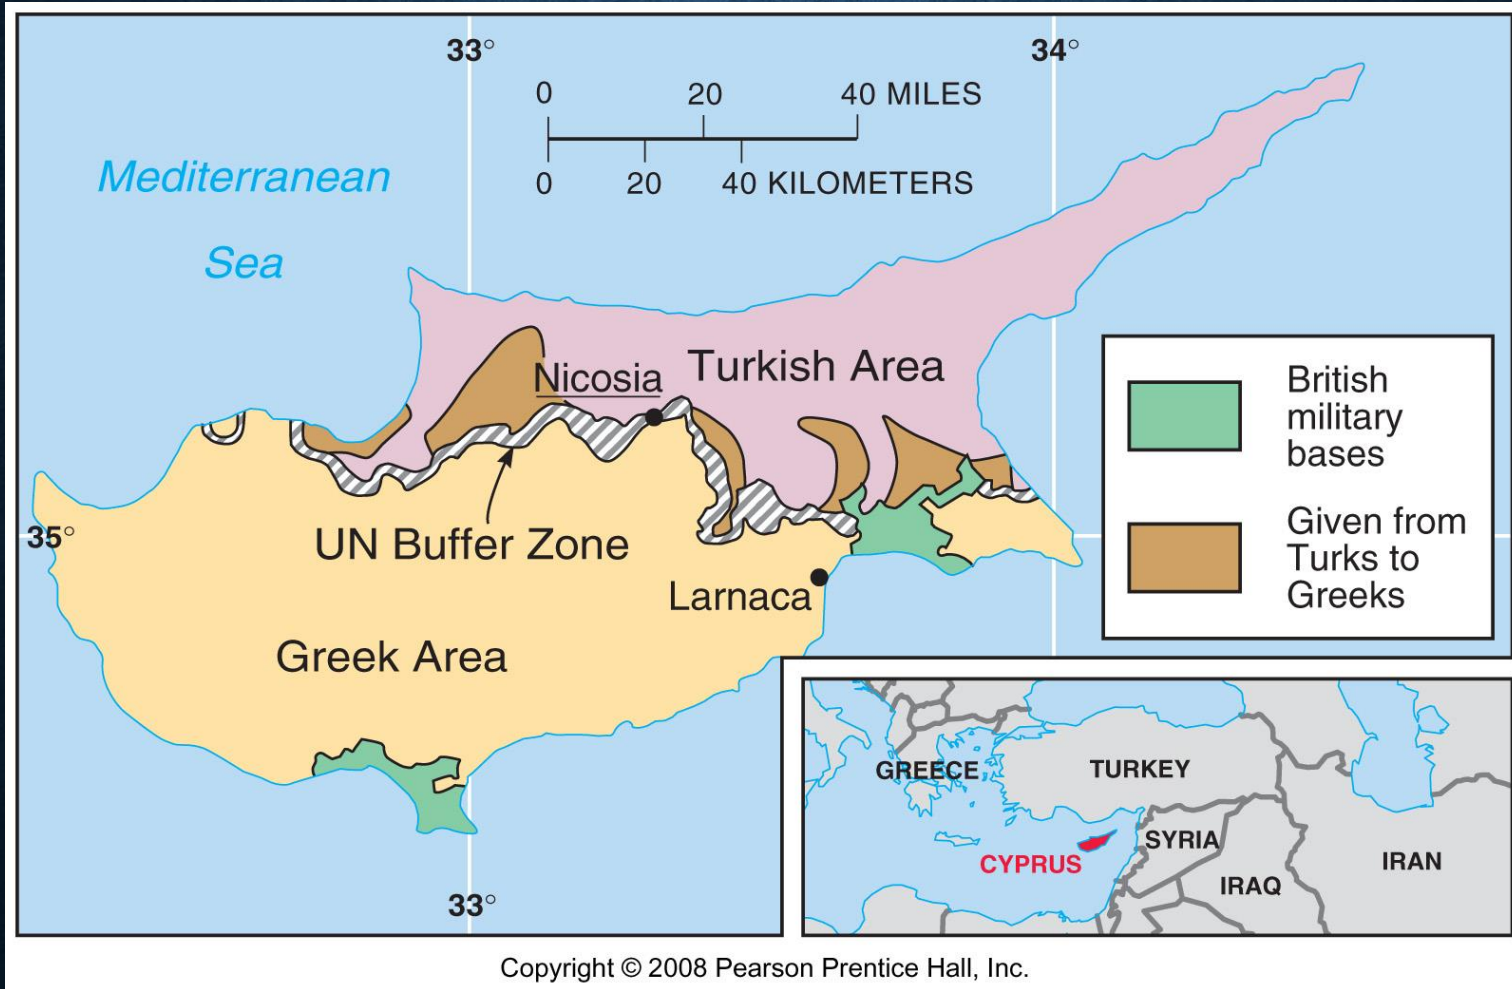 33°
34°
0 20 40 MILES
0 20 40 KILOMETERS
Mediterranean
Sea
Nicosia
Turkish Area
35°
UN Buffer Zone
Larnaca
Greek Area
33°
British
military
bases
Given from
Turks to
Greeks
GREECE
TURKEY
CYPRUS
SYRIA
IRAQ
IRAN
Copyright © 2008 Pearson Prentice Hall, Inc.